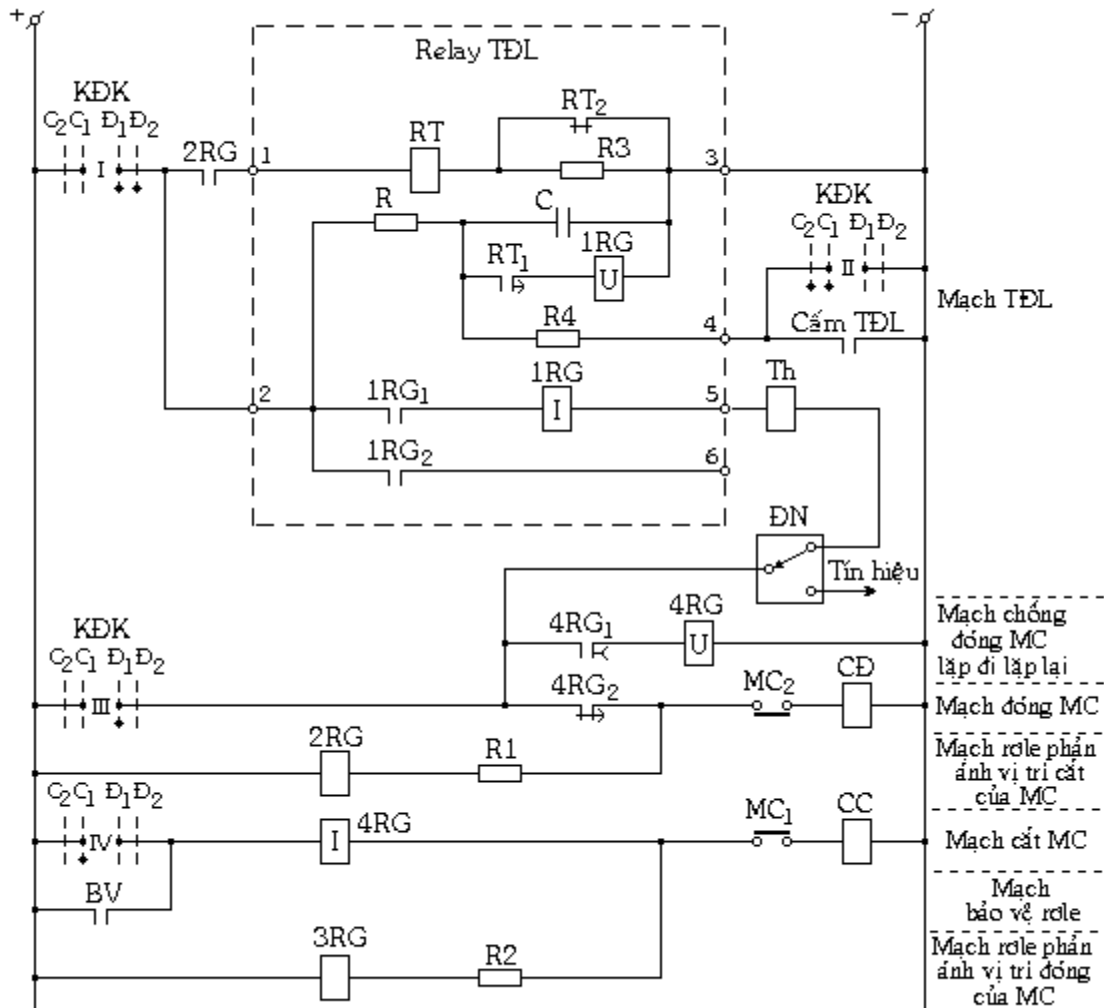 +
−
Relay TĐL
KĐK
C₂ C₁ Đ₁ Đ₂
I
2RG
1
RT
RT₂
R3
3
R
C
RT₁
1RG
U
KĐK
C₂ C₁ Đ₁ Đ₂
II
R4
4
Cấm TĐL
Mạch TĐL
2
1RG₁
1RG
I
5
Th
1RG₂
6
ĐN
Tín hiệu
4RG₁
4RG
U
Mạch chống
đóng MC
lặp đi lặp lại
KĐK
C₂ C₁ Đ₁ Đ₂
III
4RG₂
MC₂
CĐ
Mạch đóng MC
2RG
R1
Mạch rơle phản
ánh vị trí cắt
của MC
C₂ C₁ Đ₁ Đ₂
IV
I
4RG
MC₁
CC
Mạch cắt MC
BV
Mạch
bảo vệ rơle
3RG
R2
Mạch rơle phản
ánh vị trí đóng
của MC